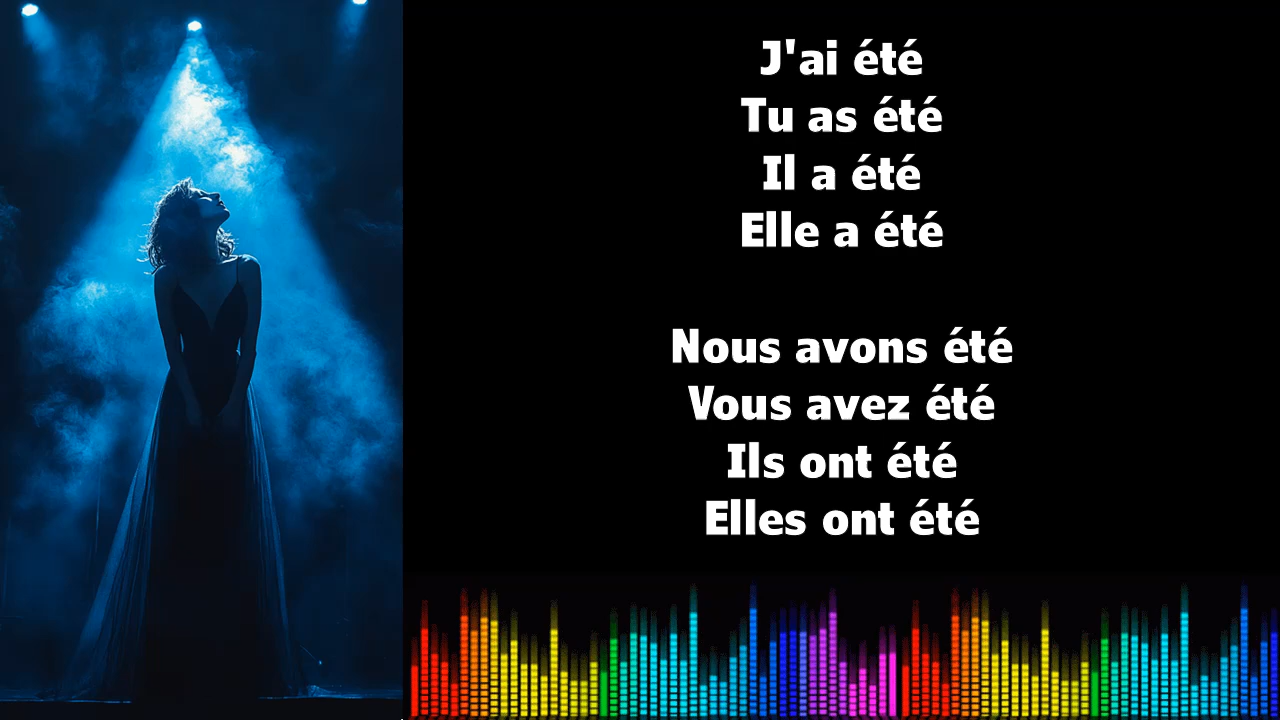 J'ai été
Tu as été
Il a été
Elle a été
Nous avons été
Vous avez été
Ils ont été
Elles ont été